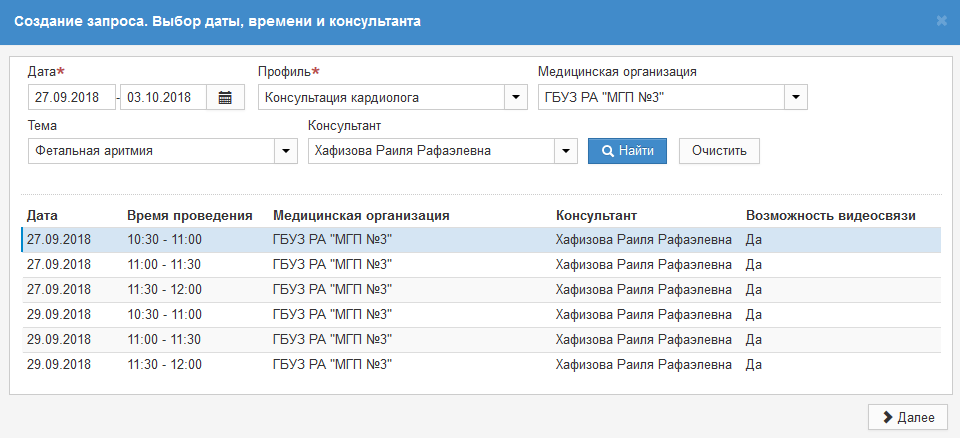 Создание запроса. Выбор даты, времени и консультанта
Дата* Профиль* Медицинская организация
27.09.2018 - 03.10.2018 Консультация кардиолога ГБУЗ РА "МГП №3"
Тема Консультант
Фетальная аритмия Хафизова Раиля Рафаэлевна Найти Очистить
Дата Время проведения Медицинская организация Консультант Возможность видеосвязи
27.09.2018 10:30 - 11:00 ГБУЗ РА "МГП №3" Хафизова Раиля Рафаэлевна Да
27.09.2018 11:00 - 11:30 ГБУЗ РА "МГП №3" Хафизова Раиля Рафаэлевна Да
27.09.2018 11:30 - 12:00 ГБУЗ РА "МГП №3" Хафизова Раиля Рафаэлевна Да
29.09.2018 10:30 - 11:00 ГБУЗ РА "МГП №3" Хафизова Раиля Рафаэлевна Да
29.09.2018 11:00 - 11:30 ГБУЗ РА "МГП №3" Хафизова Раиля Рафаэлевна Да
29.09.2018 11:30 - 12:00 ГБУЗ РА "МГП №3" Хафизова Раиля Рафаэлевна Да
Далее